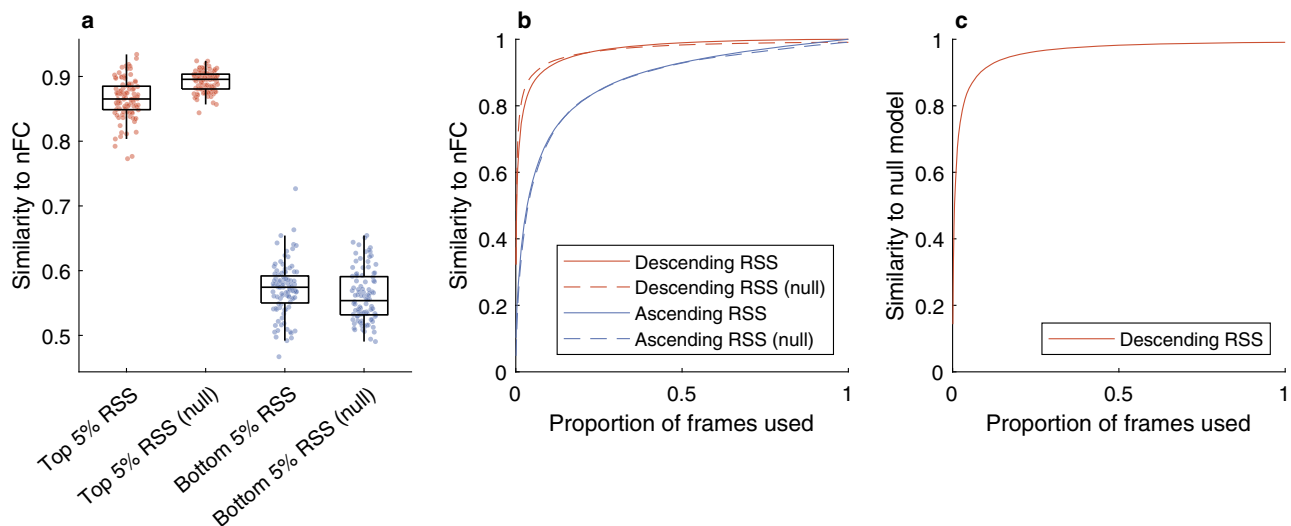 a
Similarity to nFC
0.9
0.8
0.7
0.6
0.5
Top 5% RSS
Top 5% RSS (null)
Bottom 5% RSS
Bottom 5% RSS (null)
b
Similarity to nFC
1
0.8
0.6
0.4
0.2
0
0
0.5
1
Proportion of frames used
Descending RSS
Descending RSS (null)
Ascending RSS
Ascending RSS (null)
c
Similarity to null model
1
0.8
0.6
0.4
0.2
0
0
0.5
1
Proportion of frames used
Descending RSS